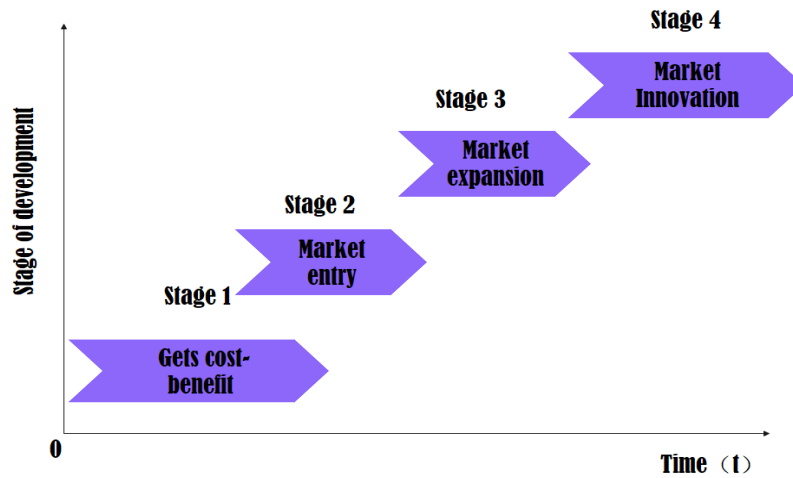 Stage 4
Market
Innovation
Stage 3
Market
expansion
Stage 2
Market
entry
Stage 1
Gets cost-
benefit
Stage of development
0
Time（t）